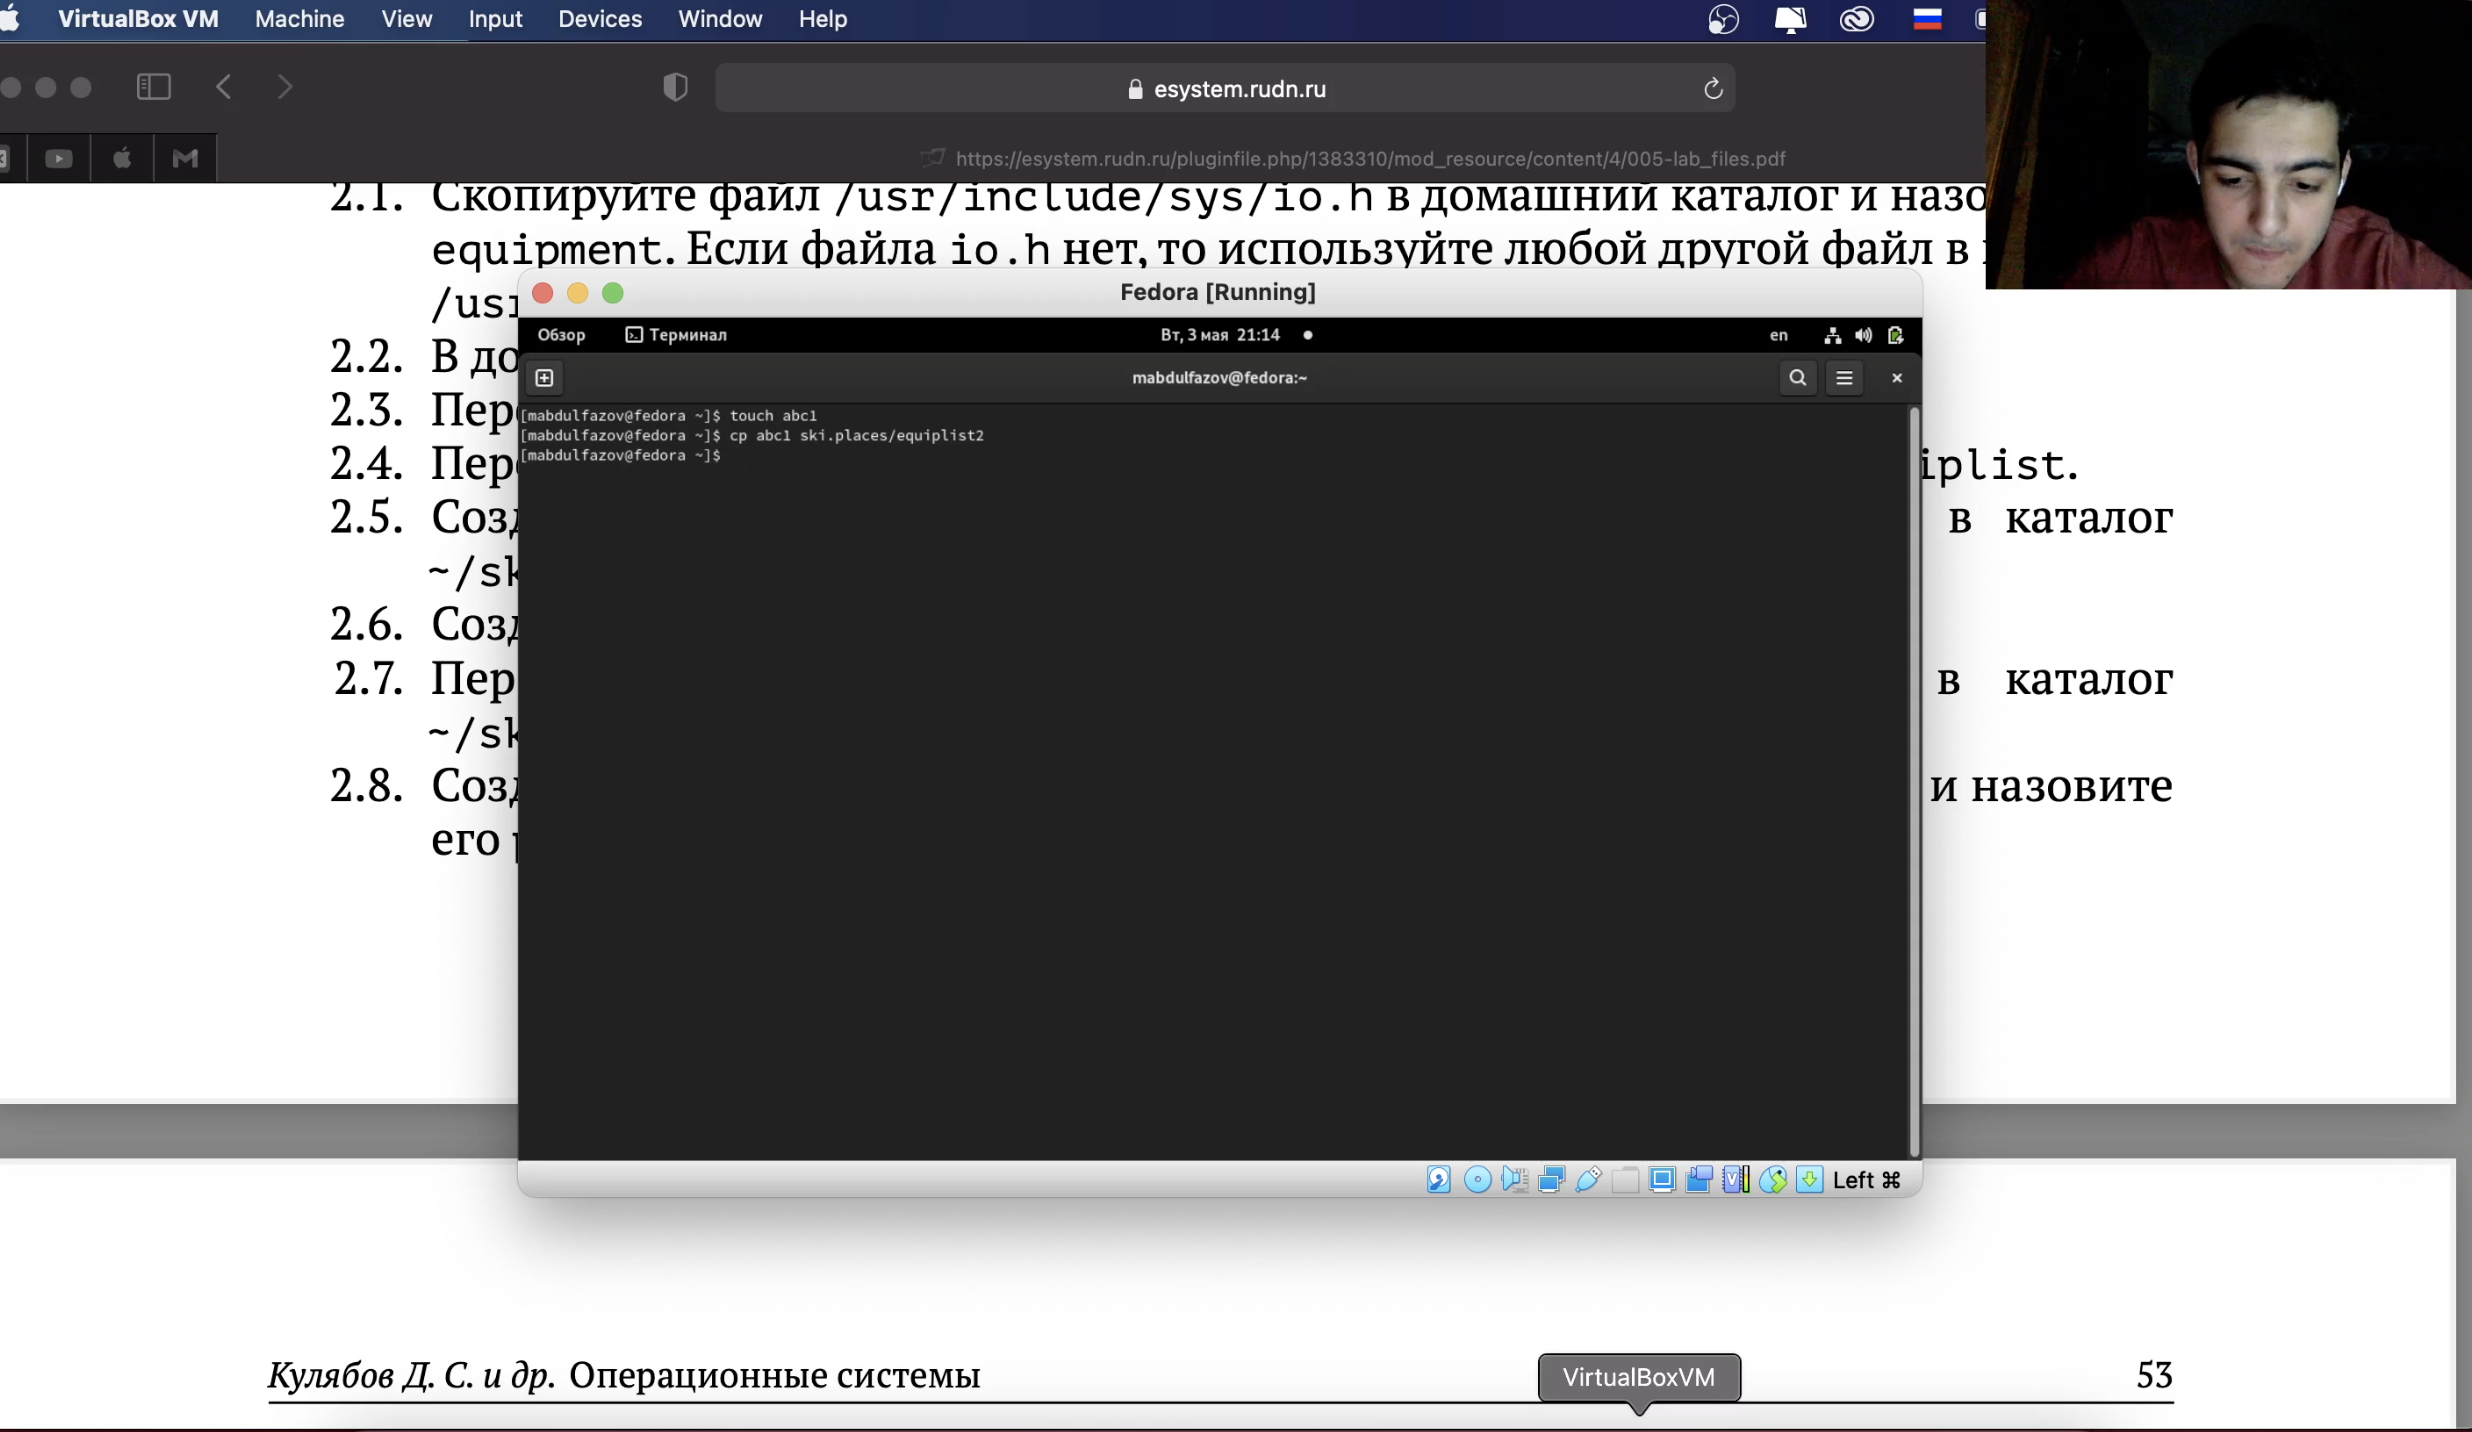 VirtualBox VM Machine View Input Devices Window Help
esystem.rudn.ru
https://esystem.rudn.ru/pluginfile.php/1383310/mod_resource/content/4/005-lab_files.pdf
2.1. Скопируйте файл /usr/include/sys/io.h в домашний каталог и назо
equipment. Если файла io.h нет, то используйте любой другой файл в
/usr
Fedora [Running]
Обзор Терминал Вт, 3 мая 21:14 en
mabdulfazov@fedora:~
[mabdulfazov@fedora ~]$ touch abc1
[mabdulfazov@fedora ~]$ cp abc1 ski.places/equiplist2
[mabdulfazov@fedora ~]$
2.2. В до
2.3. Пере
2.4. Пере iplist.
2.5. Созд в каталог
~/sk
2.6. Созд
2.7. Пер в каталог
~/sk
2.8. Созд и назовите
его
Left ⌘
Кулябов Д. С. и др. Операционные системы 53
VirtualBoxVM